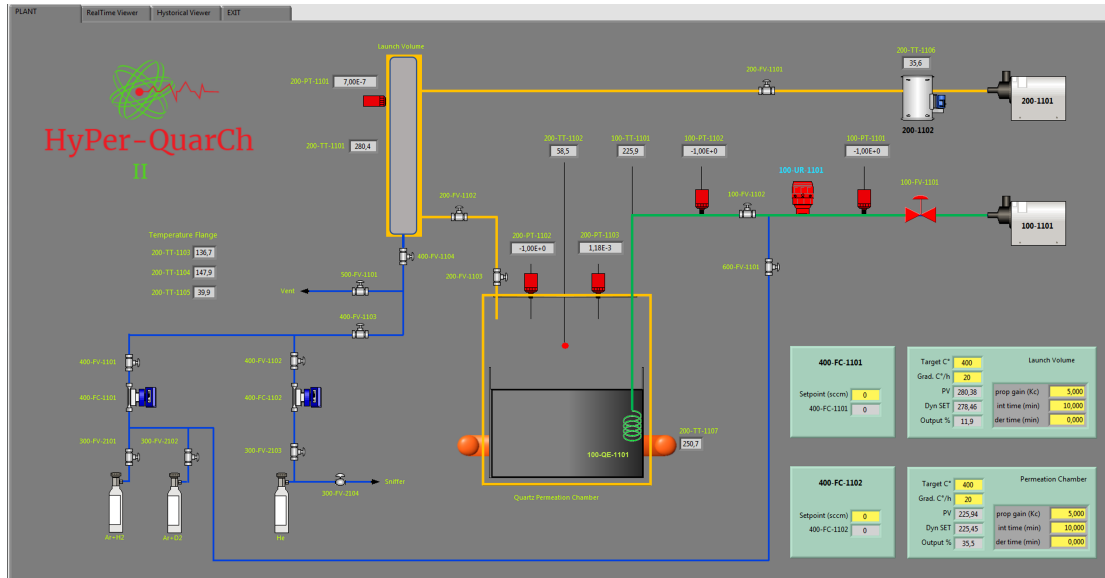 PLANT
RealTime Viewer
Hystorical Viewer
EXIT
HyPer-QuarCh
II
Launch Volume
200-PT-1101
7,00E-7
200-TT-1101
280,4
200-FV-1101
200-TT-1106
35,6
200-1102
200-1101
200-TT-1102
58,5
100-TT-1101
225,9
100-PT-1102
-1,00E+0
100-UR-1101
100-PT-1101
-1,00E+0
100-FV-1101
100-FV-1102
100-1101
200-FV-1102
200-PT-1102
-1,00E+0
200-PT-1103
1,18E-3
200-FV-1103
600-FV-1101
Temperature Flange
200-TT-1103 136,7
200-TT-1104 147,9
200-TT-1105 39,9
400-FV-1104
500-FV-1101
Vent
400-FV-1103
400-FV-1101
400-FV-1102
400-FC-1101
400-FC-1102
300-FV-2101
300-FV-2102
300-FV-2103
300-FV-2104
Sniffer
Ar+H2
Ar+D2
He
100-QE-1101
200-TT-1107
250,7
Quartz Permeation Chamber
400-FC-1101
Setpoint (sccm) 0
400-FC-1101 0
Launch Volume
Target C° 400
Grad. C°/h 20
PV 280,38
Dyn SET 278,46
Output % 11,9
prop gain (Kc) 5,000
int time (min) 10,000
der time (min) 0,000
400-FC-1102
Setpoint (sccm) 0
400-FC-1102 0
Permeation Chamber
Target C° 400
Grad. C°/h 20
PV 225,94
Dyn SET 225,45
Output % 35,5
prop gain (Kc) 5,000
int time (min) 10,000
der time (min) 0,000